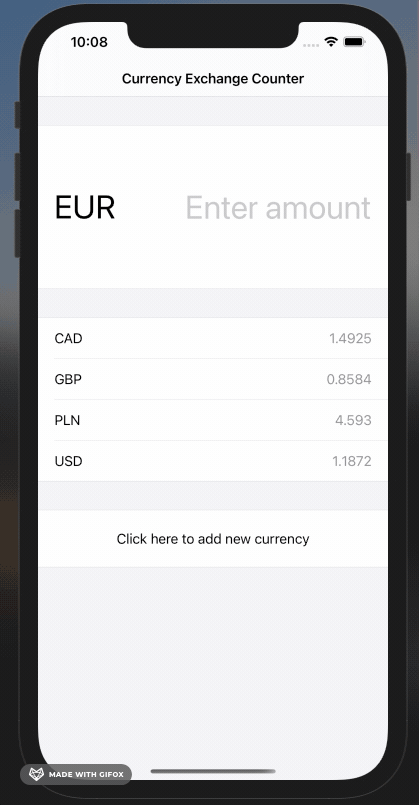 10:08
Currency Exchange Counter
EUR Enter amount
CAD 1.4925
GBP 0.8584
PLN 4.593
USD 1.1872
Click here to add new currency
MADE WITH GIFOX